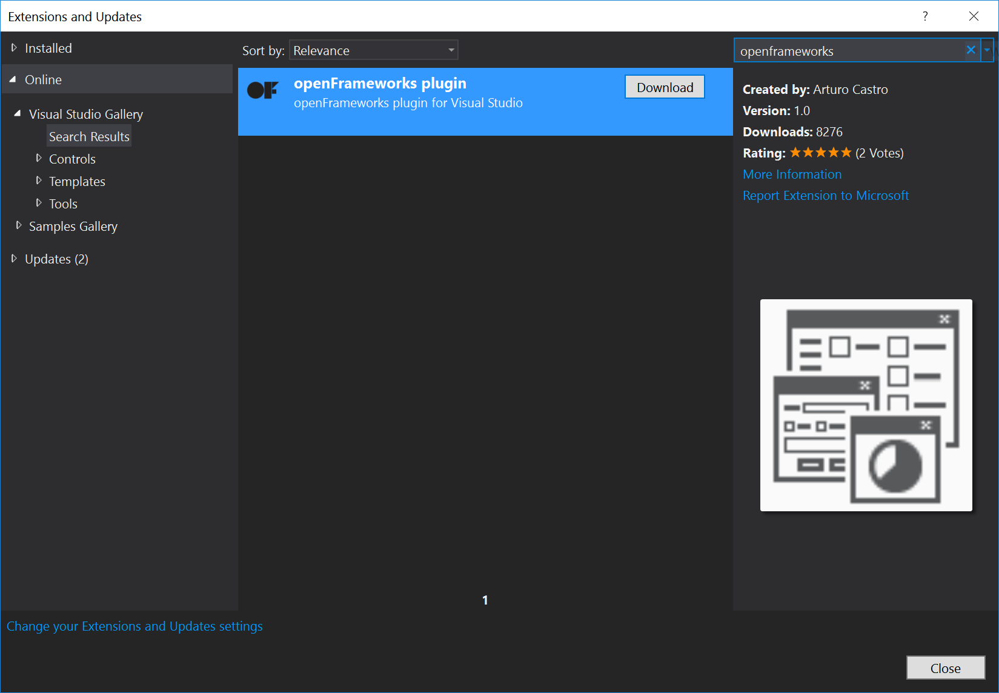 Extensions and Updates
?
Installed
Online
Visual Studio Gallery
Search Results
Controls
Templates
Tools
Samples Gallery
Updates (2)
Sort by: Relevance
OF
openFrameworks plugin
openFrameworks plugin for Visual Studio
Download
1
openframeworks
Created by: Arturo Castro
Version: 1.0
Downloads: 8276
Rating: ★★★★★ (2 Votes)
More Information
Report Extension to Microsoft
Change your Extensions and Updates settings
Close